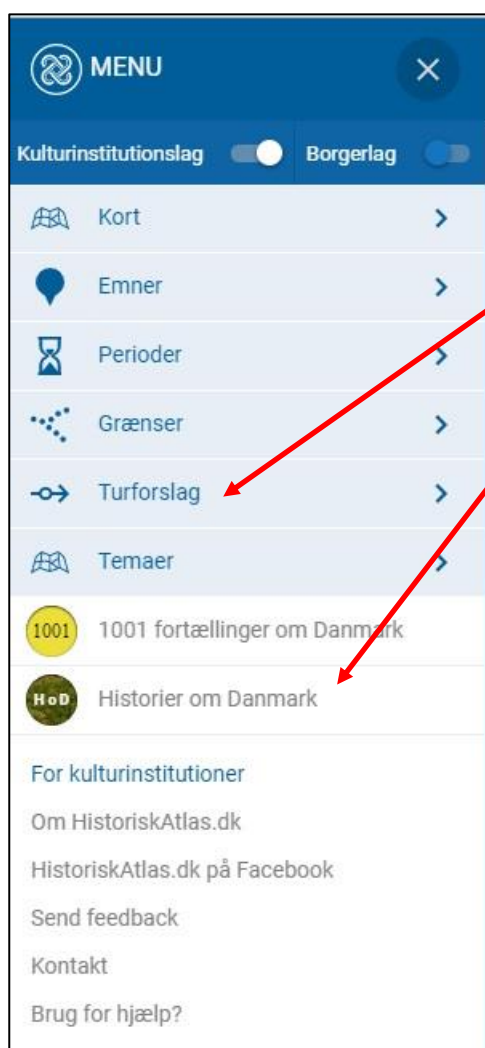 MENU
Kulturinstitutionslag Borgerlag
Kort
Emner
Perioder
Grænser
Turforslag
Temaer
1001 1001 fortællinger om Danmark
HoD Historier om Danmark
For kulturinstitutioner
Om HistoriskAtlas.dk
HistoriskAtlas.dk på Facebook
Send feedback
Kontakt
Brug for hjælp?